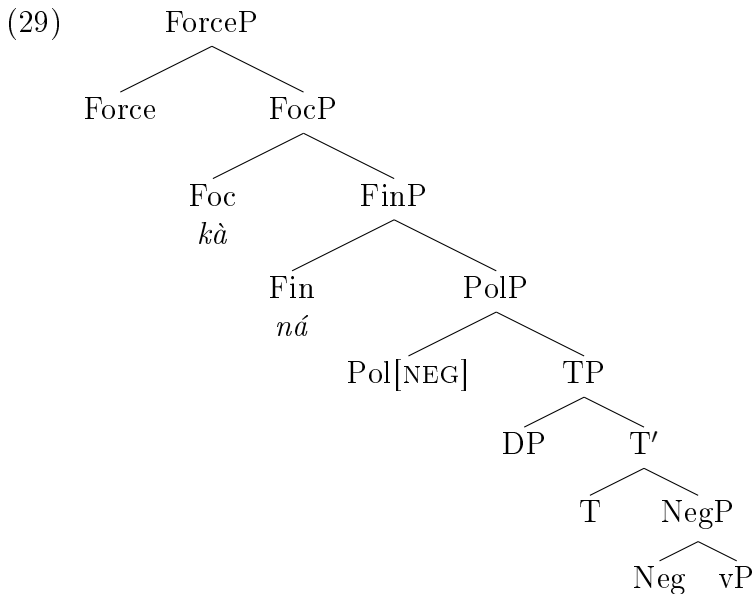 (29) ForceP
Force FocP
Foc FinP
kà
Fin PolP
ná
Pol[NEG] TP
DP T′
T NegP
Neg vP